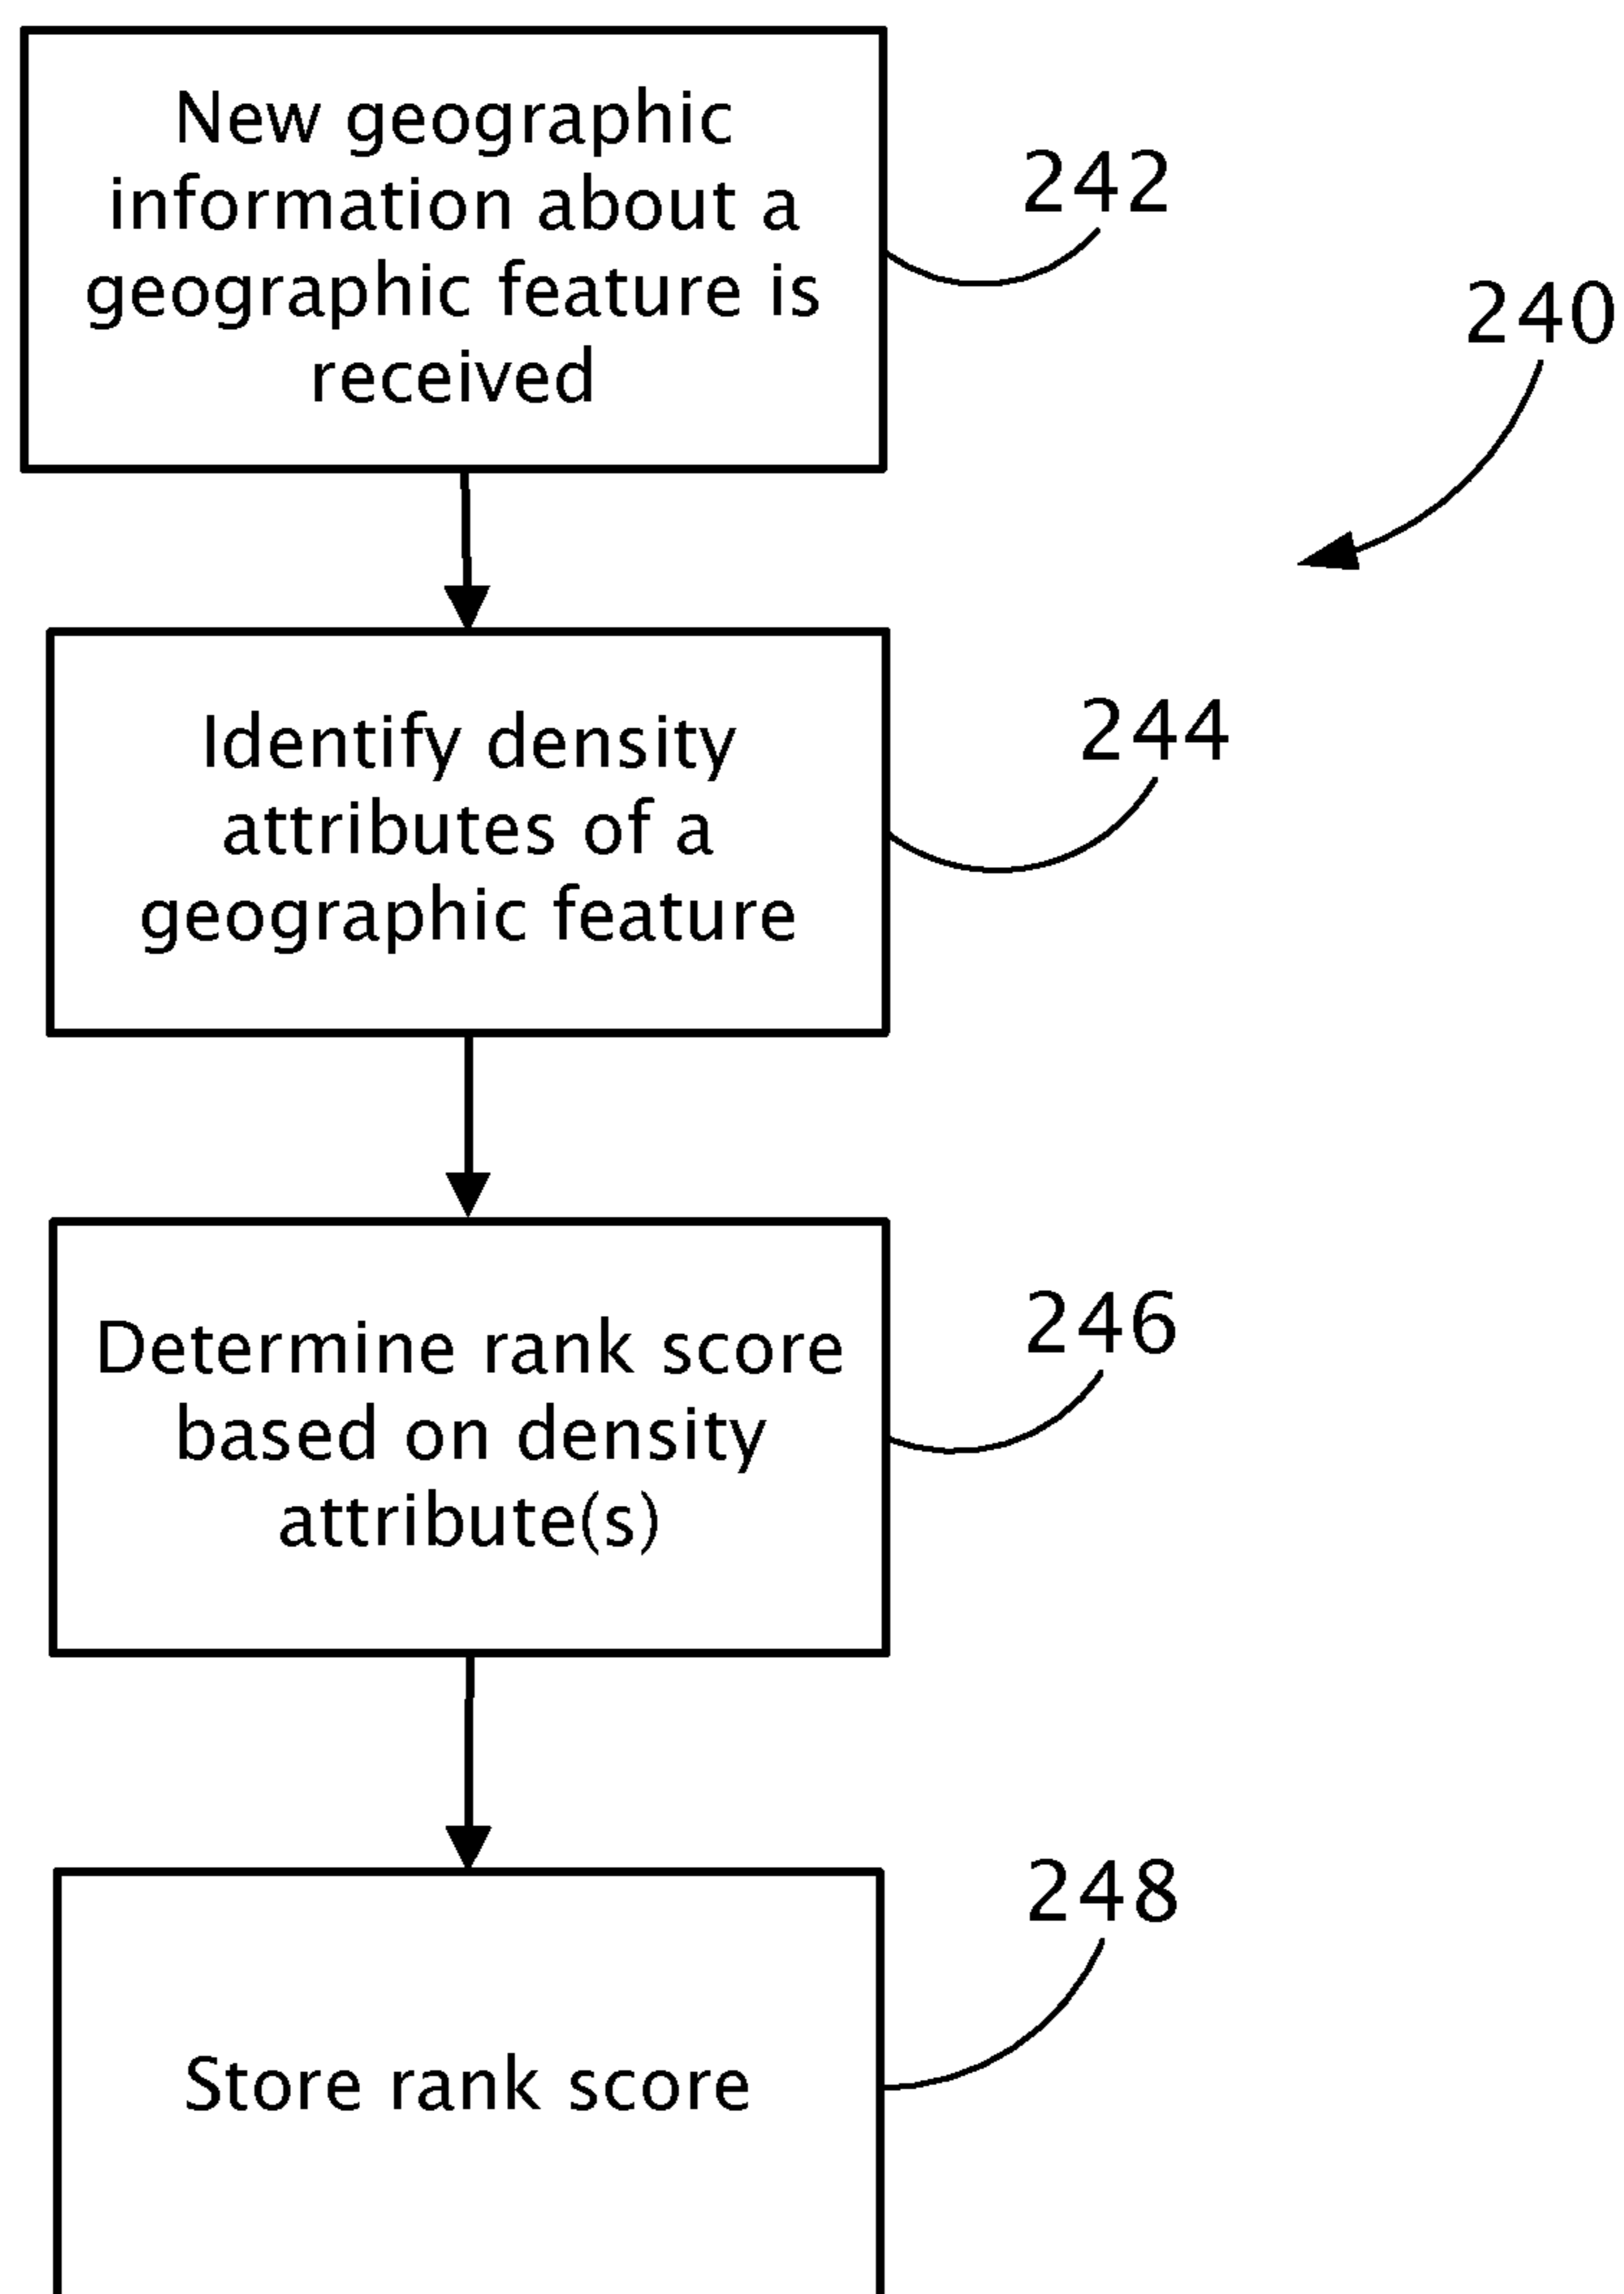 New geographic
information about a
geographic feature is
received
242
240
Identify density
attributes of a
geographic feature
244
Determine rank score
based on density
attribute(s)
246
Store rank score
248